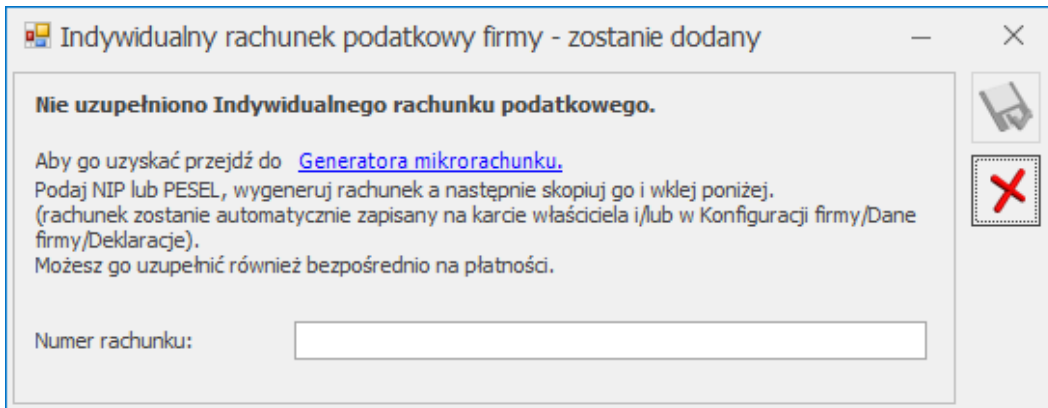 Indywidualny rachunek podatkowy firmy - zostanie dodany
Nie uzupełniono Indywidualnego rachunku podatkowego.
Aby go uzyskać przejdź do Generatora mikrorachunku.
Podaj NIP lub PESEL, wygeneruj rachunek a następnie skopiuj go i wklej poniżej.
(rachunek zostanie automatycznie zapisany na karcie właściciela i/lub w Konfiguracji firmy/Dane
firmy/Deklaracje).
Możesz go uzupełnić również bezpośrednio na płatności.
Numer rachunku: